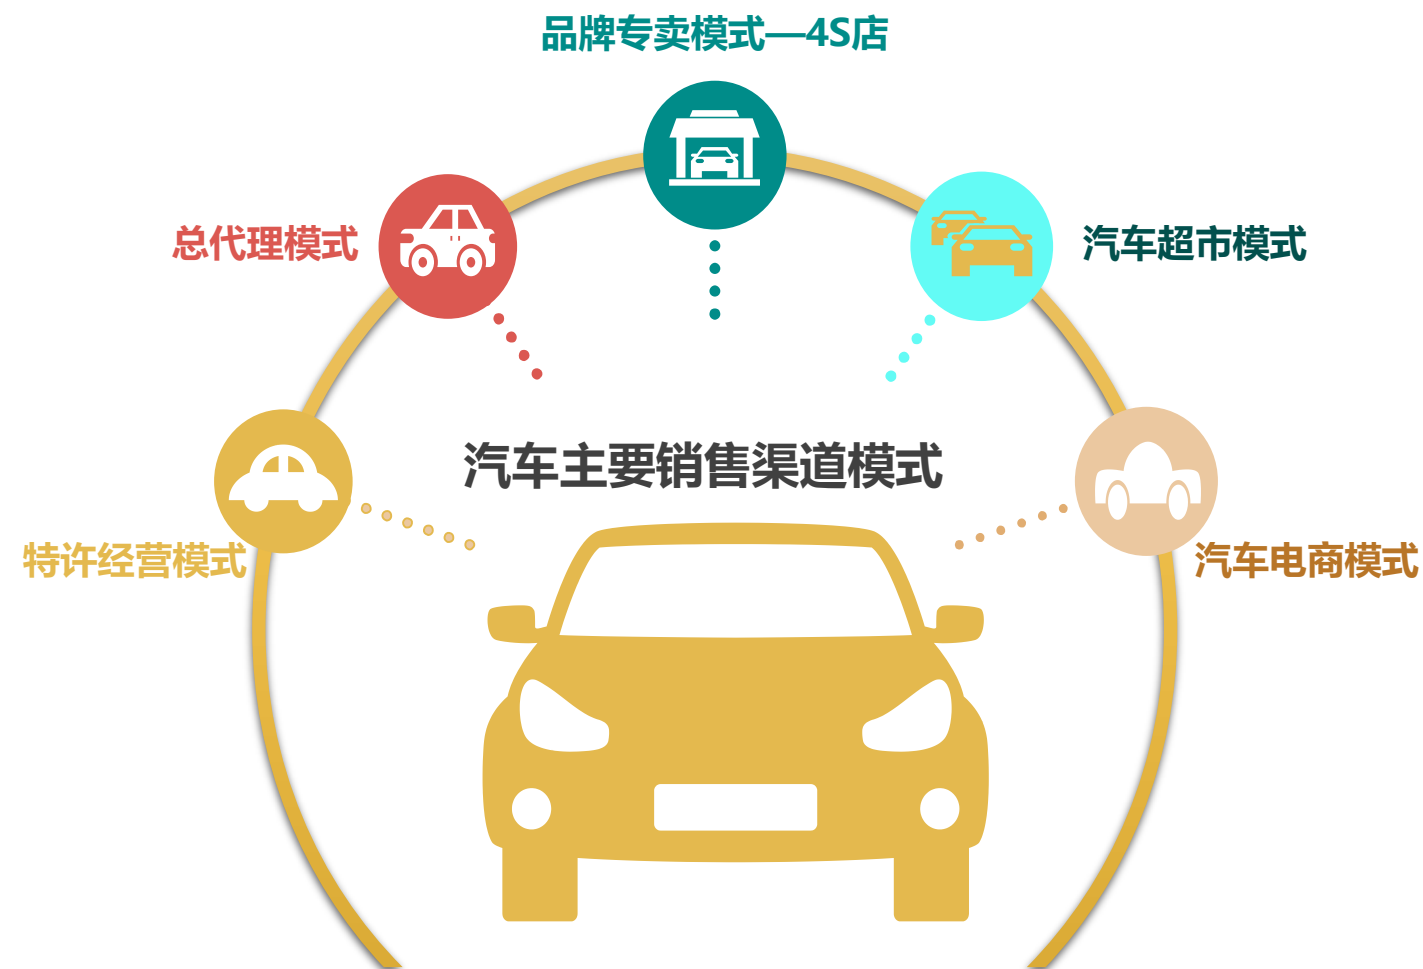 品牌专卖模式—4S店
总代理模式
汽车超市模式
汽车主要销售渠道模式
特许经营模式
汽车电商模式